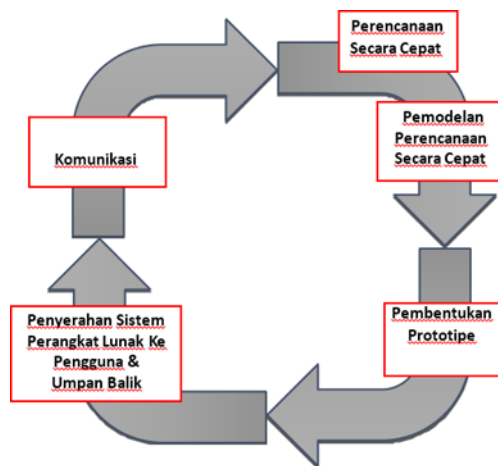 Perencanaan
Secara Cepat
Pemodelan
Perencanaan
Secara Cepat
Komunikasi
Pembentukan
Prototipe
Penyerahan Sistem
Perangkat Lunak Ke
Pengguna &
Umpan Balik